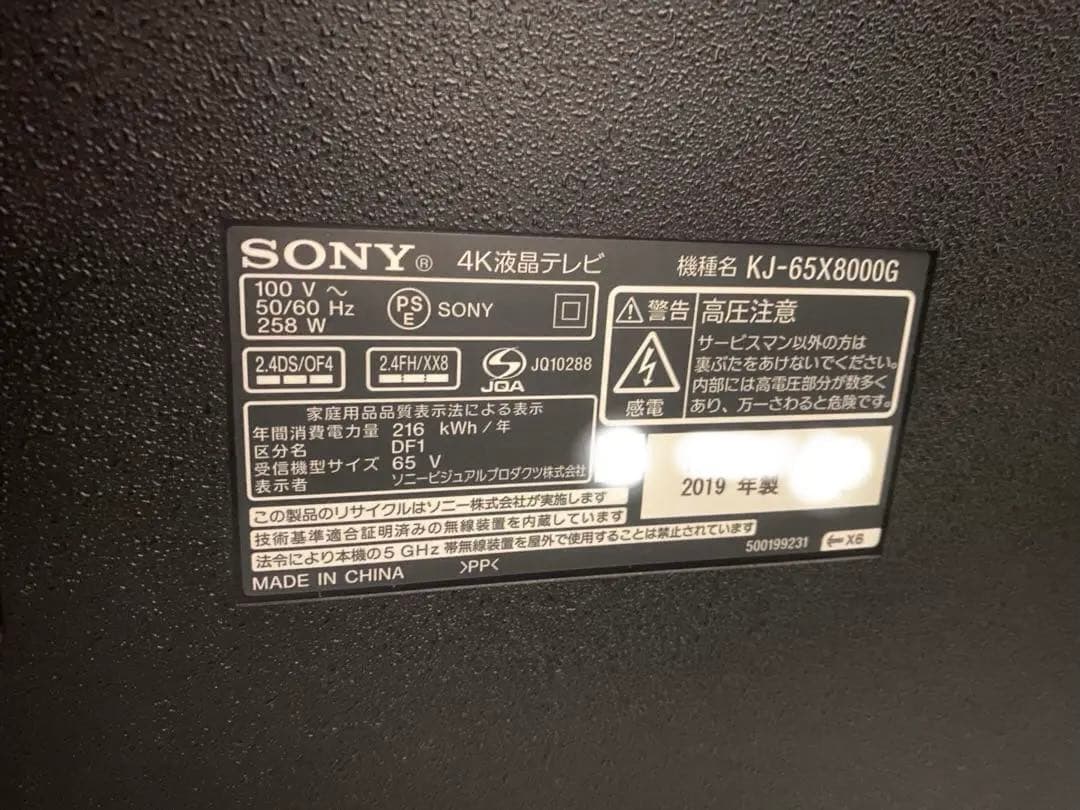 SONY® 4K液晶テレビ 機種名 KJ-65X8000G
100 V ～
50/60 Hz
258 W
PS
E
SONY
2.4DS/OF4
2.4FH/XX8
JQA
JQ10288
警告 高圧注意
感電
サービスマン以外の方は
裏ぶたをあけないでください。
内部には高電圧部分が数多く
あり、万一さわると危険です。
家庭用品品質表示法による表示
年間消費電力量 216 kWh/年
区分名 DF1
受信機型サイズ 65 V
表示者 ソニービジュアルプロダクツ株式会社
2019 年製
この製品のリサイクルはソニー株式会社が実施します
技術基準適合証明済みの無線装置を内蔵しています
法令により本機の5 GHz 帯無線装置を屋外で使用することは禁止されています
500199231
X6
MADE IN CHINA >PP<